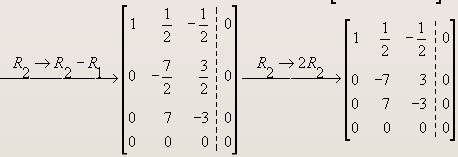 R₂ → R₂ − R₁ [1 1/2 −1/2 | 0]
[0 −7/2 3/2 | 0]
[0 7 −3 | 0]
[0 0 0 | 0]
R₂ → 2R₂ [1 1/2 −1/2 | 0]
[0 −7 3 | 0]
[0 7 −3 | 0]
[0 0 0 | 0]